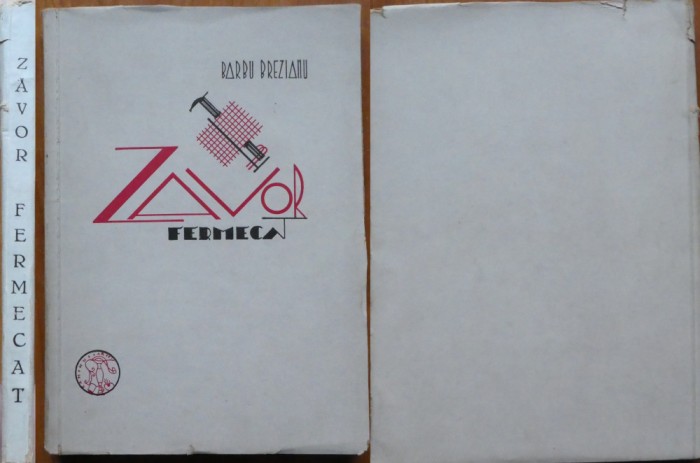 ZAVOR FERMECAT
BARBU BREZIANU
ZAVOR
FERMECAT